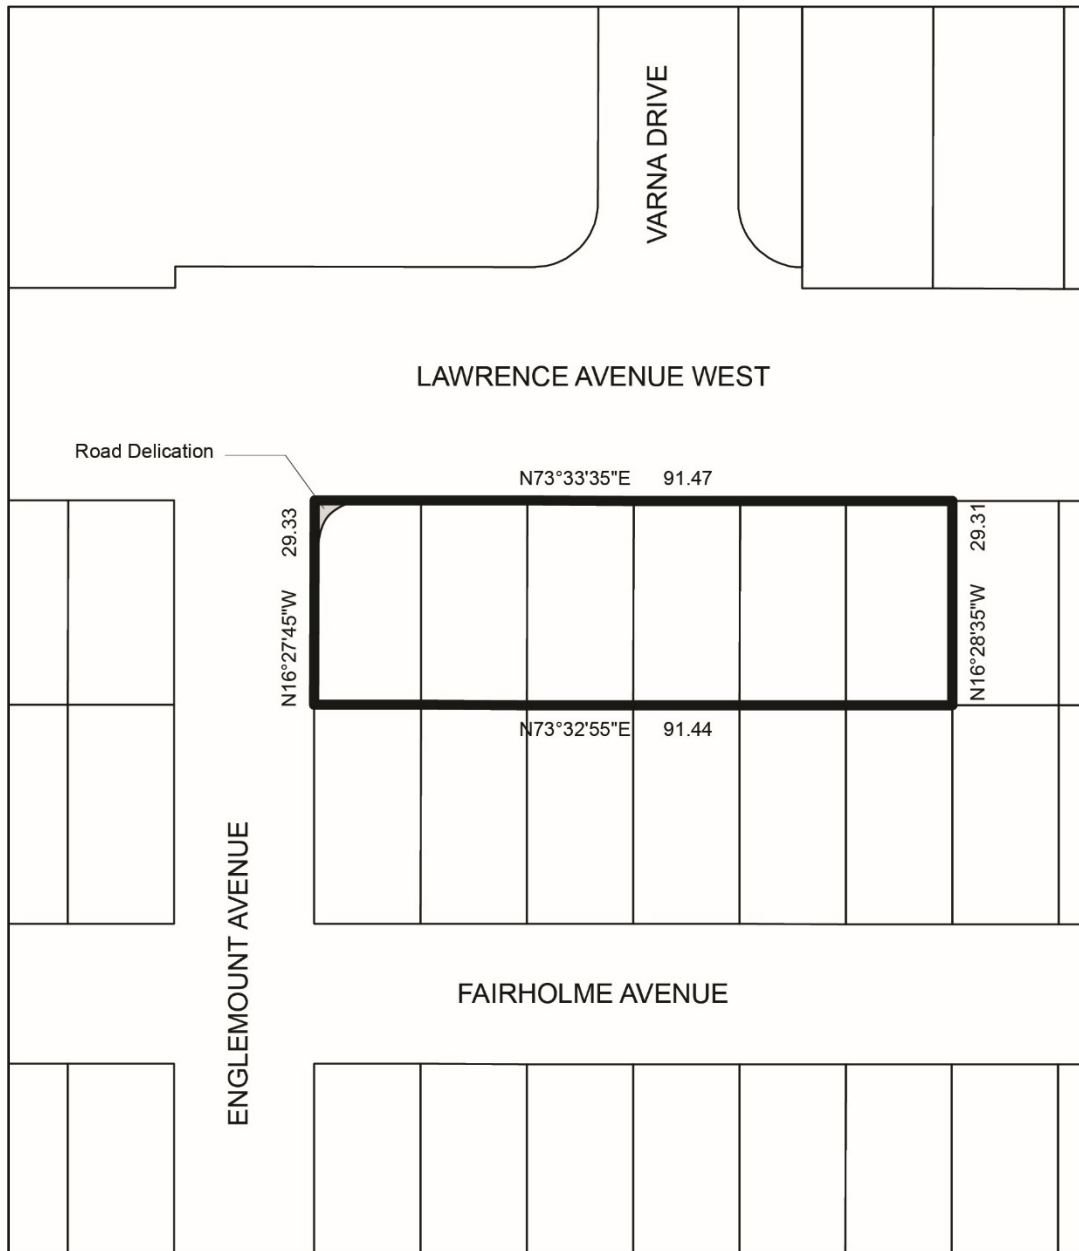 VARNA DRIVE
LAWRENCE AVENUE WEST
Road Delication
N73°33'35"E 91.47
N16°27'45"W 29.33
N16°28'35"W 29.31
N73°32'55"E 91.44
ENGLEMOUNT AVENUE
FAIRHOLME AVENUE